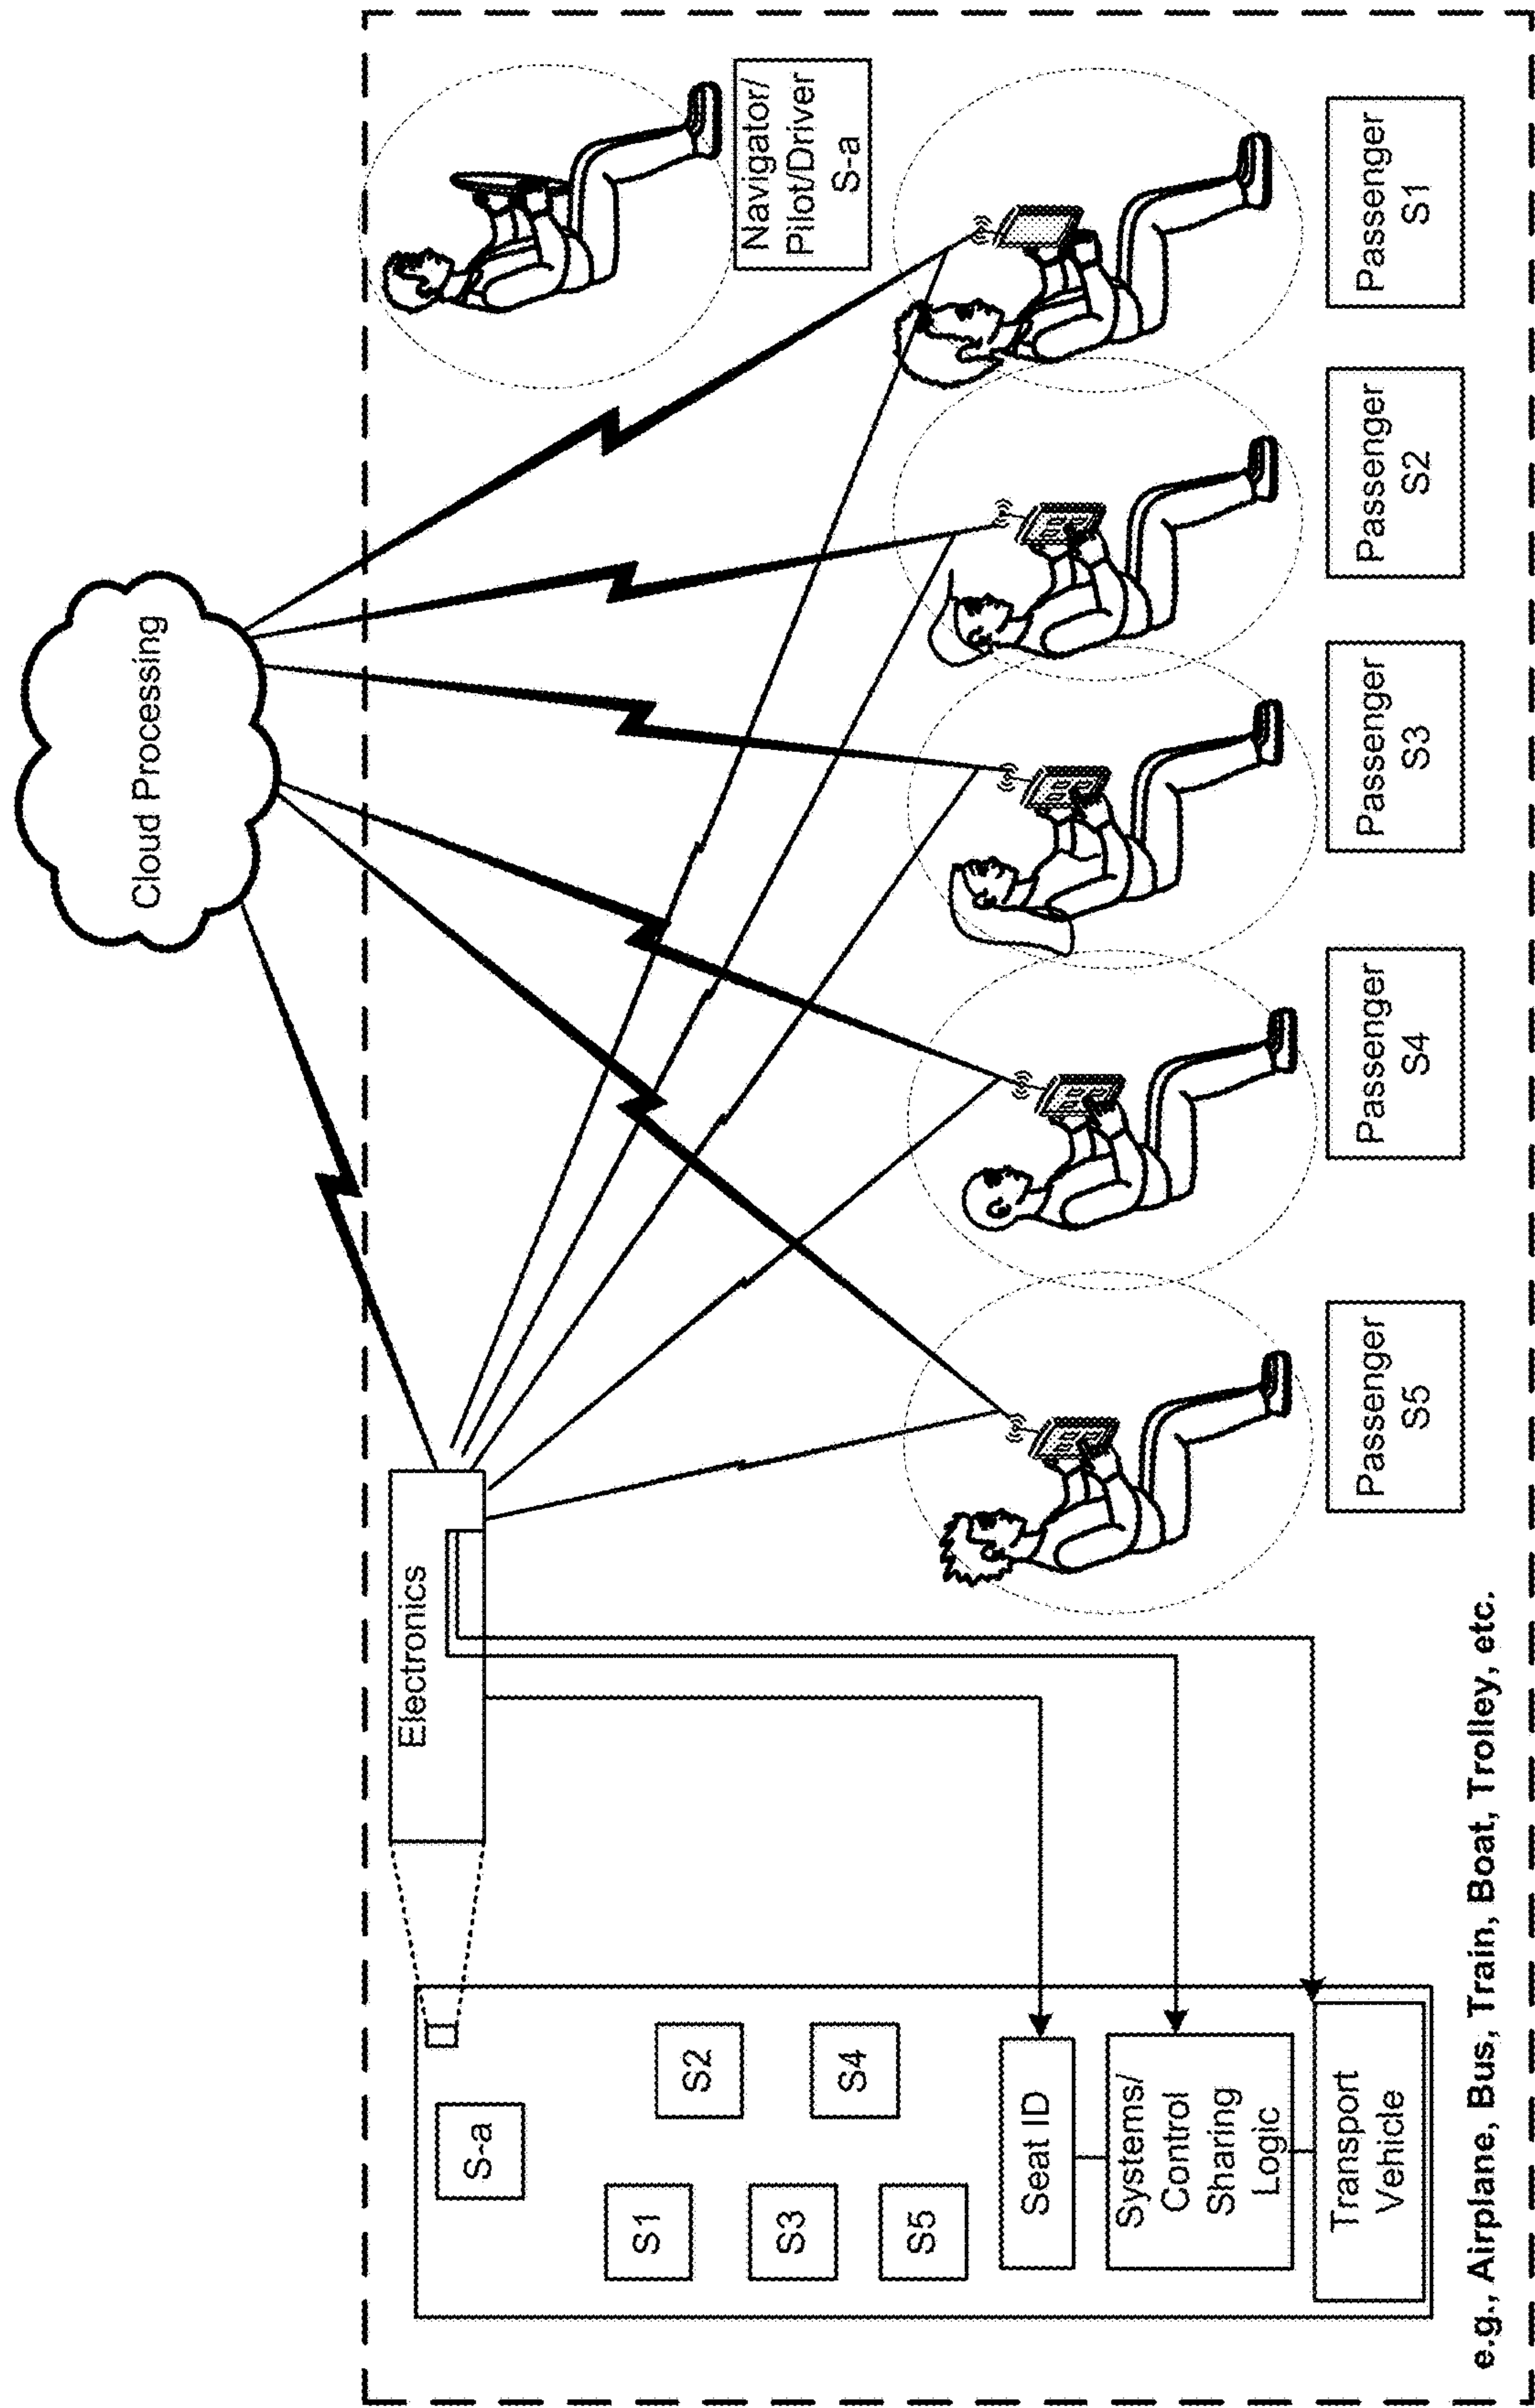 Cloud Processing
Electronics
S-a
S1
S2
S3
S4
S5
Seat ID
Systems/
Control
Sharing
Logic
Transport
Vehicle
Navigator/
Pilot/Driver
S-a
Passenger
S5
Passenger
S4
Passenger
S3
Passenger
S2
Passenger
S1
e.g., Airplane, Bus, Train, Boat, Trolley, etc.